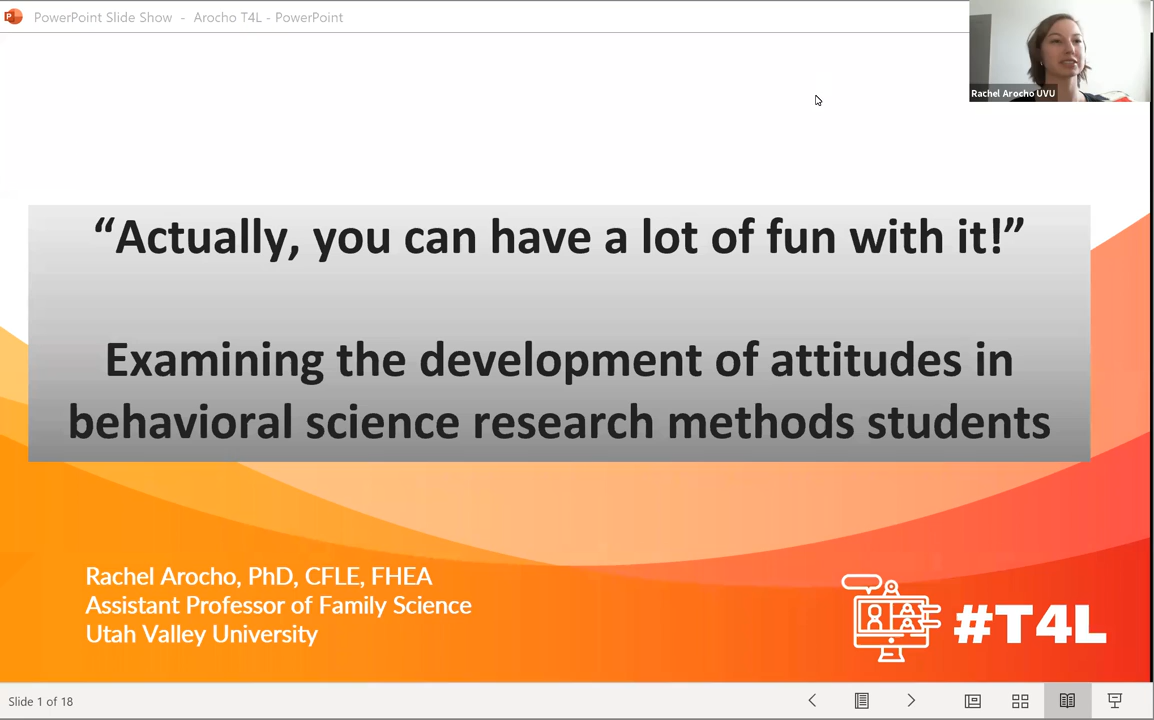 PowerPoint Slide Show - Arocho T4L - PowerPoint
Rachel Arocho UVU
“Actually, you can have a lot of fun with it!”
Examining the development of attitudes in
behavioral science research methods students
Rachel Arocho, PhD, CFLE, FHEA
Assistant Professor of Family Science
Utah Valley University
#T4L
Slide 1 of 18